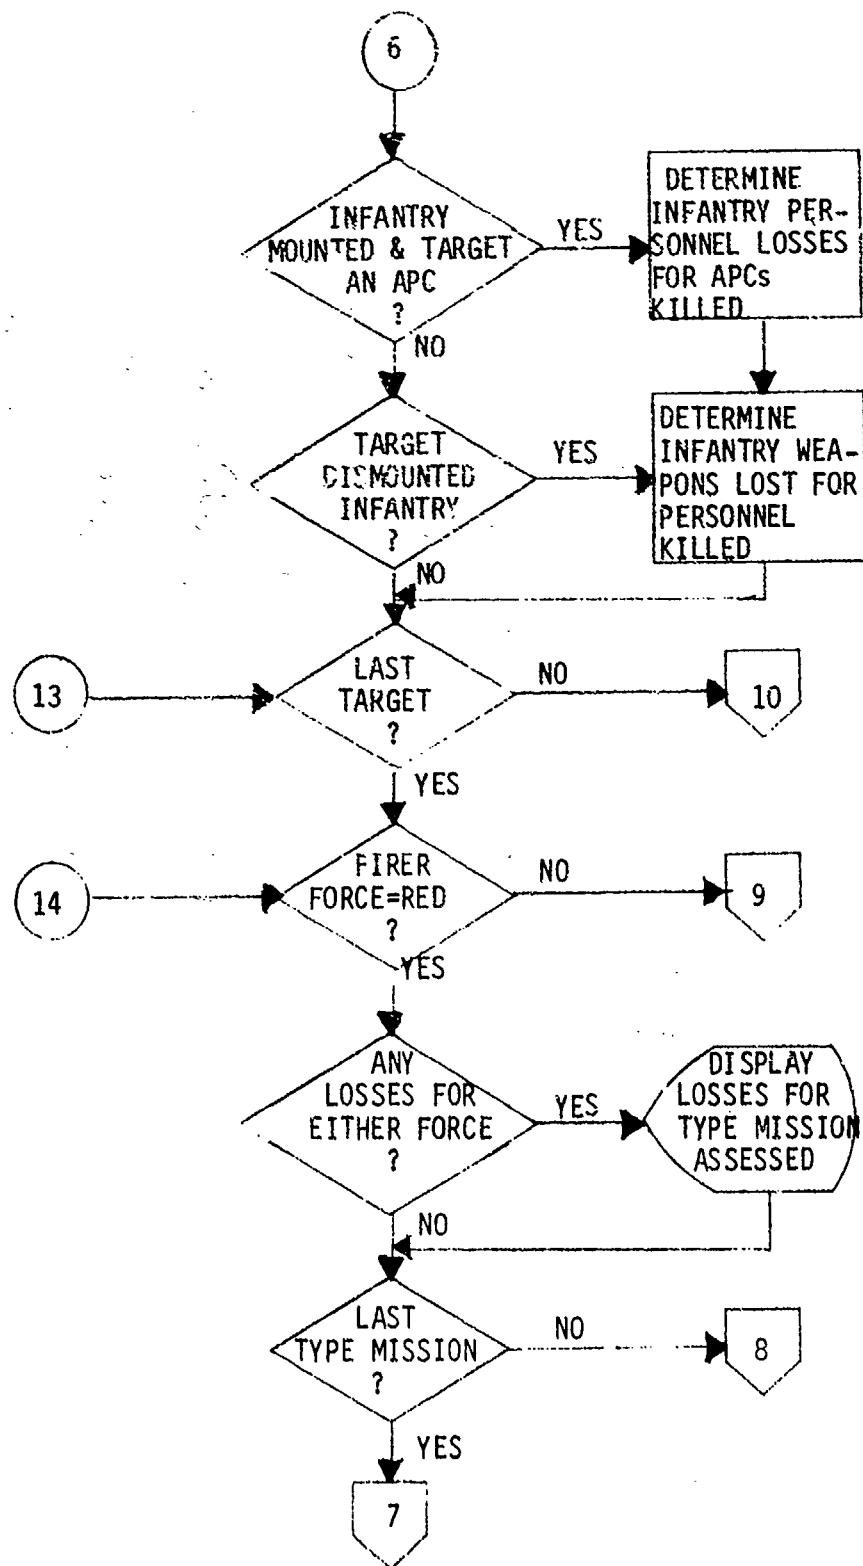 6
INFANTRY
MOUNTED & TARGET
AN APC
?
YES
DETERMINE
INFANTRY PER-
SONNEL LOSSES
FOR APCs
KILLED
NO
TARGET
DISMOUNTED
INFANTRY
?
YES
DETERMINE
INFANTRY WEA-
PONS LOST FOR
PERSONNEL
KILLED
NO
13
LAST
TARGET
?
NO
10
YES
14
FIRER
FORCE=RED
?
NO
9
YES
ANY
LOSSES FOR
EITHER FORCE
?
YES
DISPLAY
LOSSES FOR
TYPE MISSION
ASSESSED
NO
LAST
TYPE MISSION
?
NO
8
YES
7